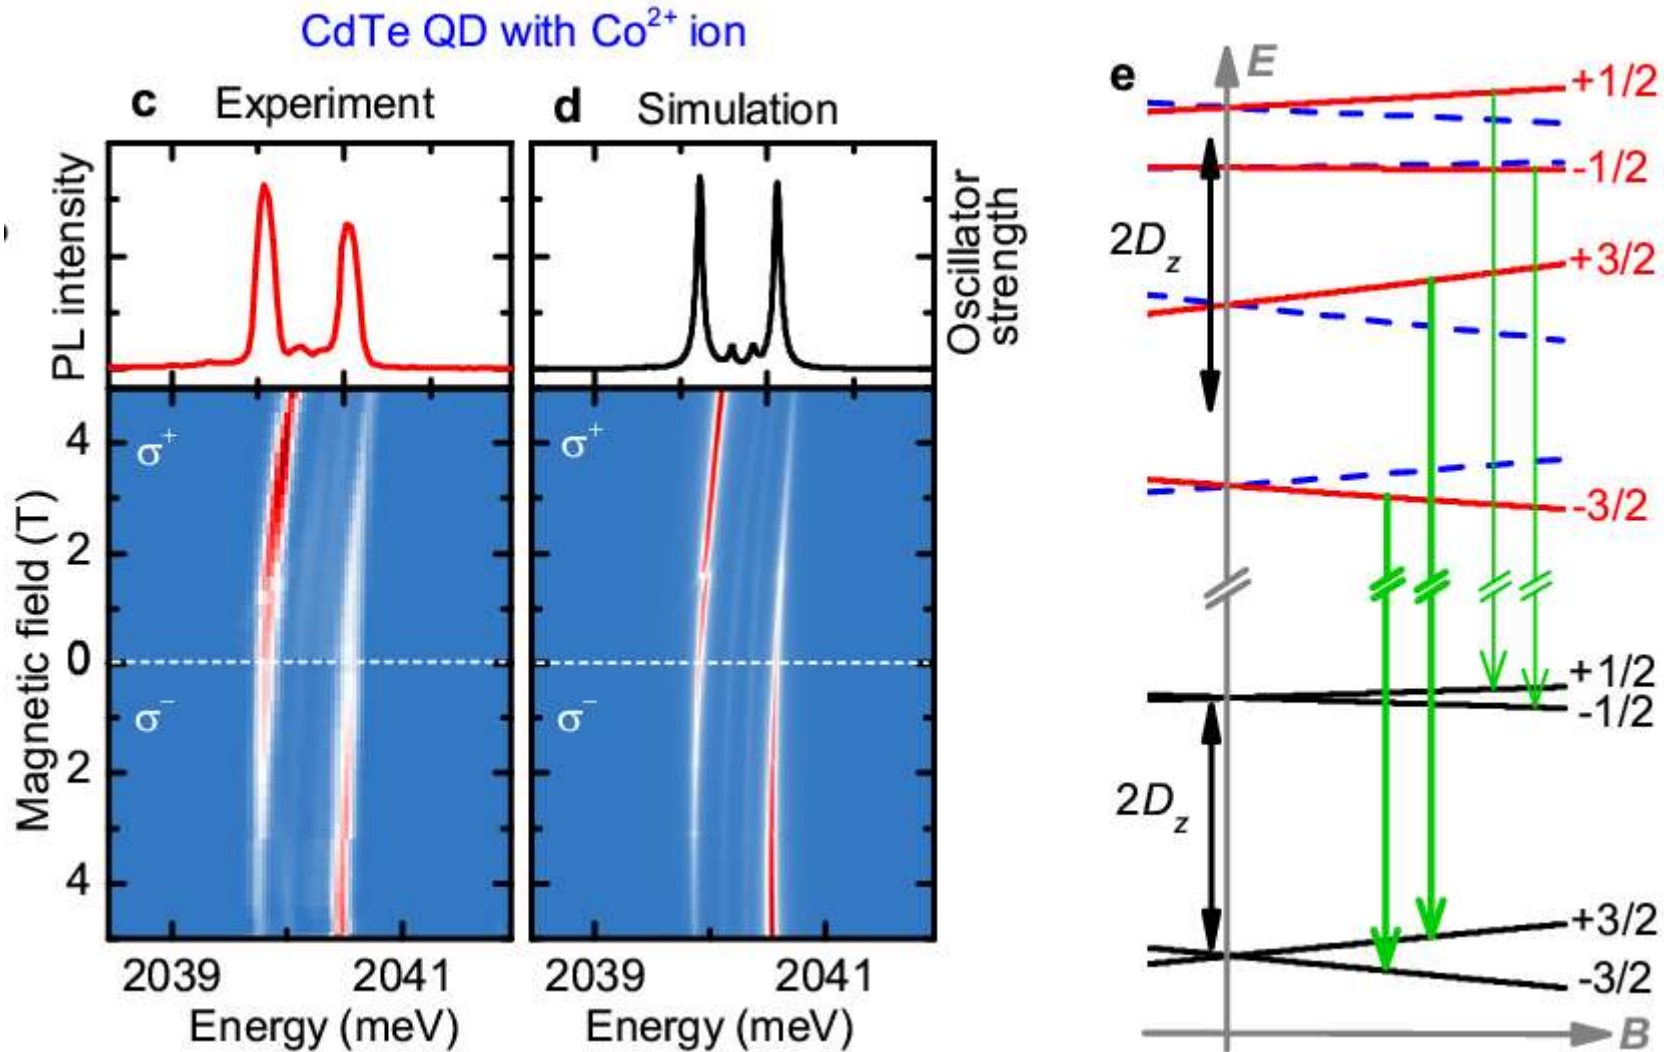 CdTe QD with Co2+ ion
c Experiment
d Simulation
PL intensity
Oscillator
strength
Magnetic field (T)
4
2
0
2
4
σ+
σ−
σ+
σ−
2039 2041
2039 2041
Energy (meV)
Energy (meV)
e
E
+1/2
-1/2
2Dz
+3/2
-3/2
+1/2
-1/2
2Dz
+3/2
-3/2
B